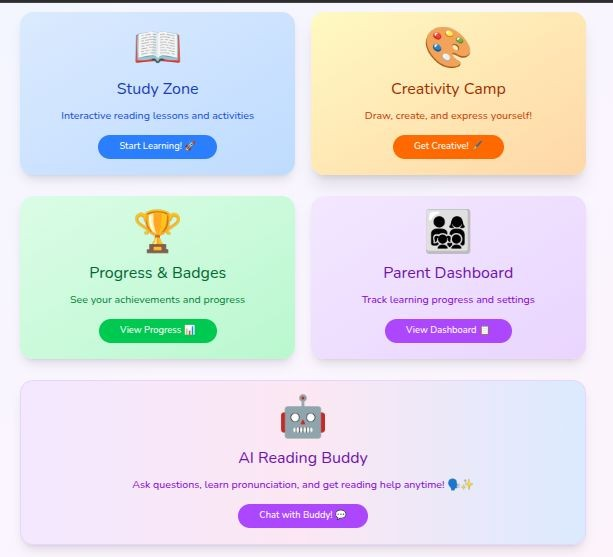 Study Zone
Interactive reading lessons and activities
Start Learning! 🚀
Creativity Camp
Draw, create, and express yourself!
Get Creative! 🖌️
Progress & Badges
See your achievements and progress
View Progress 📊
Parent Dashboard
Track learning progress and settings
View Dashboard 📋
AI Reading Buddy
Ask questions, learn pronunciation, and get reading help anytime! 🗣️✨
Chat with Buddy! 💬